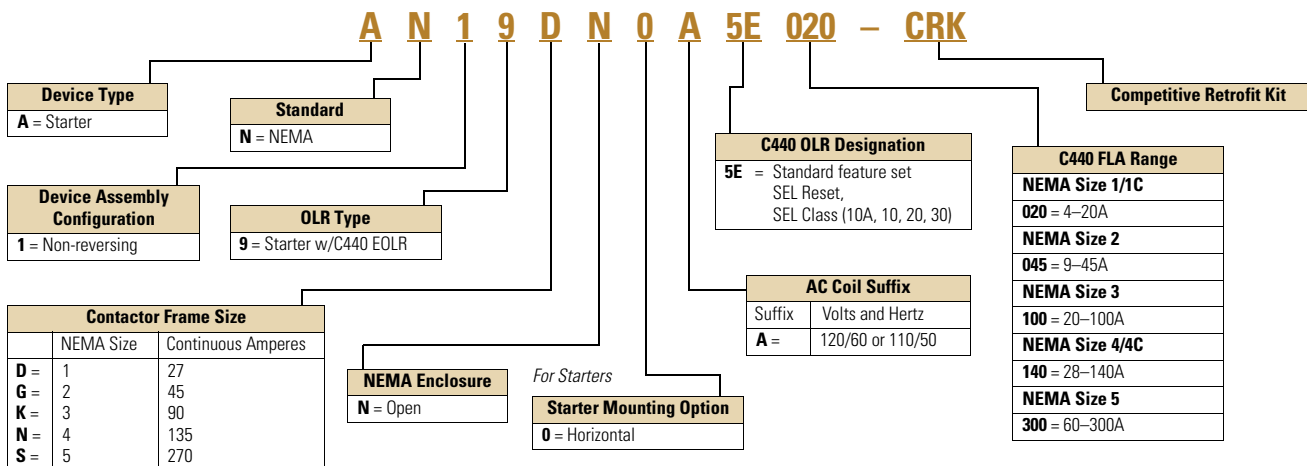 A N 1 9 D N 0 A 5E 020 – CRK
Device Type
A = Starter
Standard
N = NEMA
Competitive Retrofit Kit
C440 OLR Designation
5E = Standard feature set
SEL Reset,
SEL Class (10A, 10, 20, 30)
C440 FLA Range
NEMA Size 1/1C
020 = 4–20A
NEMA Size 2
045 = 9–45A
NEMA Size 3
100 = 20–100A
NEMA Size 4/4C
140 = 28–140A
NEMA Size 5
300 = 60–300A
Device Assembly
Configuration
1 = Non-reversing
OLR Type
9 = Starter w/C440 EOLR
AC Coil Suffix
Suffix Volts and Hertz
A = 120/60 or 110/50
Contactor Frame Size
NEMA Size Continuous Amperes
D = 1 27
G = 2 45
K = 3 90
N = 4 135
S = 5 270
NEMA Enclosure
N = Open
For Starters
Starter Mounting Option
0 = Horizontal